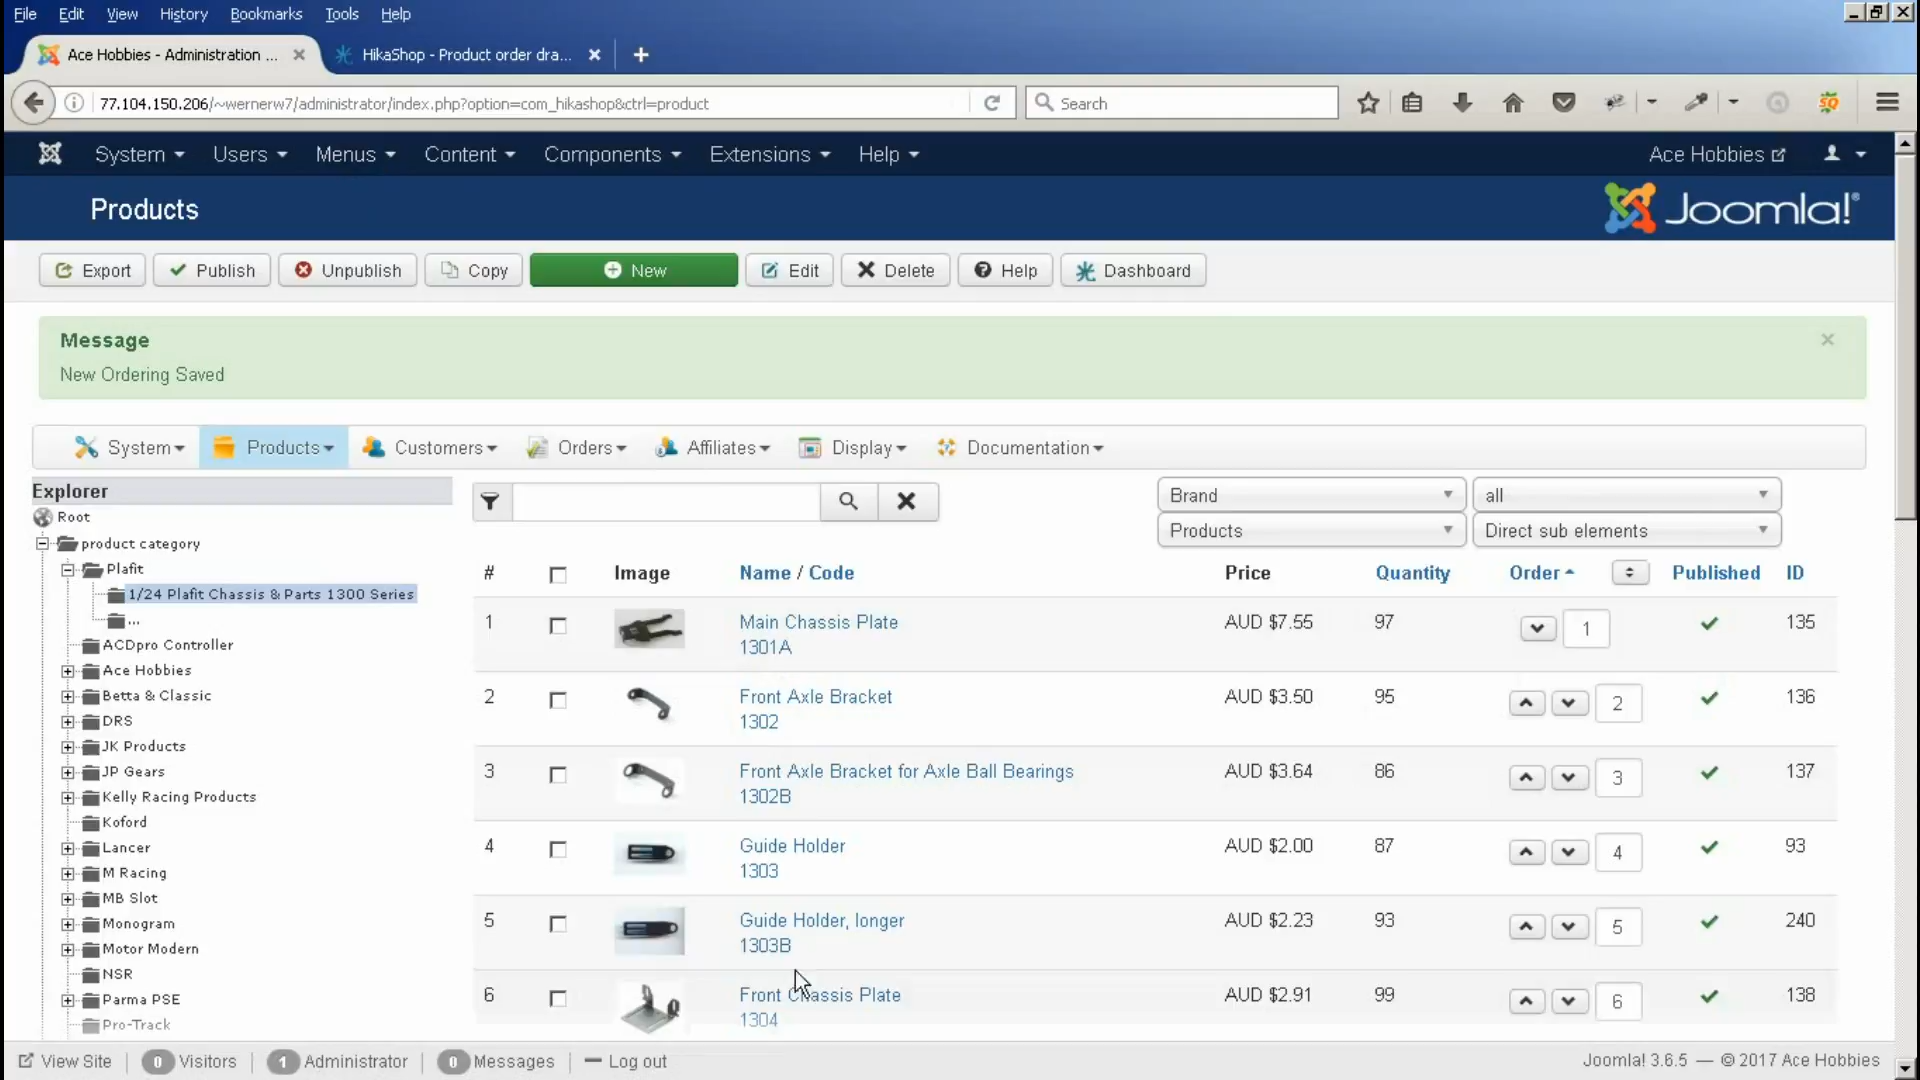 File Edit View History Bookmarks Tools Help
Ace Hobbies - Administration ... HikaShop - Product order dra...
77.104.150.206/~wernerw7/administrator/index.php?option=com_hikashop&ctrl=product Search
System Users Menus Content Components Extensions Help Ace Hobbies
Products Joomla!®
Export Publish Unpublish Copy New Edit Delete Help Dashboard
Message
New Ordering Saved
System Products Customers Orders Affiliates Display Documentation
Explorer
Root
product category
Plafit
1/24 Plafit Chassis & Parts 1300 Series
...
ACDpro Controller
Ace Hobbies
Betta & Classic
DRS
JK Products
JP Gears
Kelly Racing Products
Koford
Lancer
M Racing
MB Slot
Monogram
Motor Modern
NSR
Parma PSE
Pro-Track
Brand all
Products Direct sub elements
# Image Name / Code Price Quantity Order Published ID
1 Main Chassis Plate AUD $7.55 97 1 135
1301A
2 Front Axle Bracket AUD $3.50 95 2 136
1302
3 Front Axle Bracket for Axle Ball Bearings AUD $3.64 86 3 137
1302B
4 Guide Holder AUD $2.00 87 4 93
1303
5 Guide Holder, longer AUD $2.23 93 5 240
1303B
6 Front Chassis Plate AUD $2.91 99 6 138
1304
View Site 0 Visitors 1 Administrator 0 Messages Log out Joomla! 3.6.5 — © 2017 Ace Hobbies